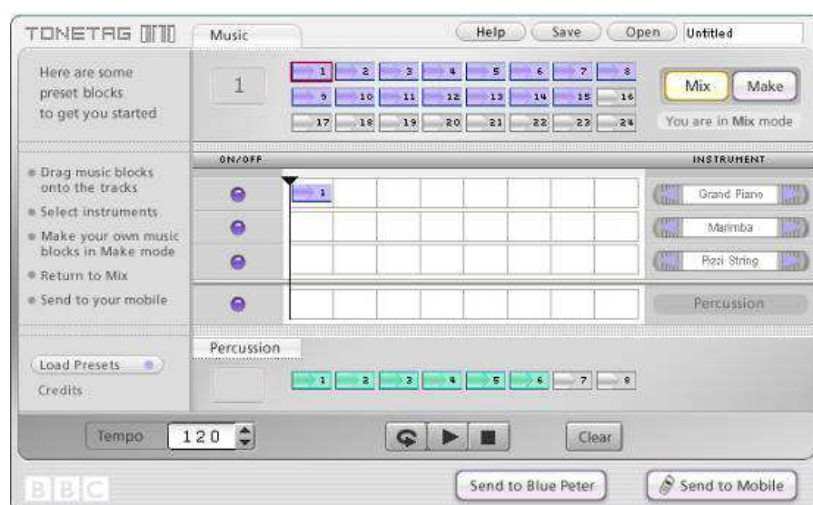 TONETAG
Music
Help
Save
Open
Untitled
Here are some
preset blocks
to get you started
1
1 2 3 4 5 6 7 8
9 10 11 12 13 14 15 16
17 18 19 20 21 22 23 24
Mix
Make
You are in Mix mode
ON/OFF
INSTRUMENT
Drag music blocks
onto the tracks
Select instruments
Make your own music
blocks in Make mode
Return to Mix
Send to your mobile
1
Grand Piano
Marimba
Pizzi String
Percussion
Load Presets
Credits
Percussion
1 2 3 4 5 6 7 8
Tempo
120
Clear
BBC
Send to Blue Peter
Send to Mobile